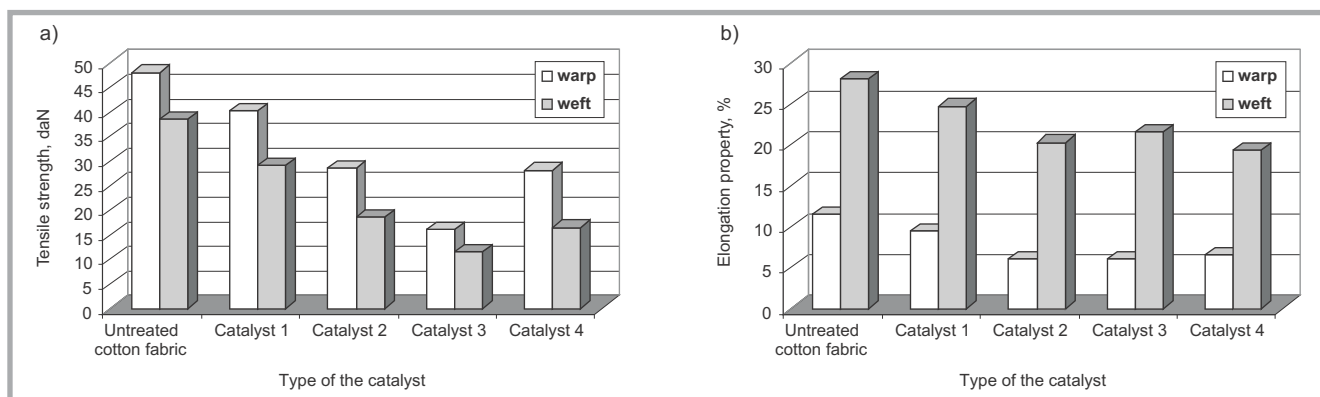 a)
Tensile strength, daN
50
45
40
35
30
25
20
15
10
5
0
warp
weft
Untreated
cotton fabric
Catalyst 1
Catalyst 2
Catalyst 3
Catalyst 4
Type of the catalyst
b)
Elongation property, %
30
25
20
15
10
5
0
warp
weft
Untreated
cotton fabric
Catalyst 1
Catalyst 2
Catalyst 3
Catalyst 4
Type of the catalyst